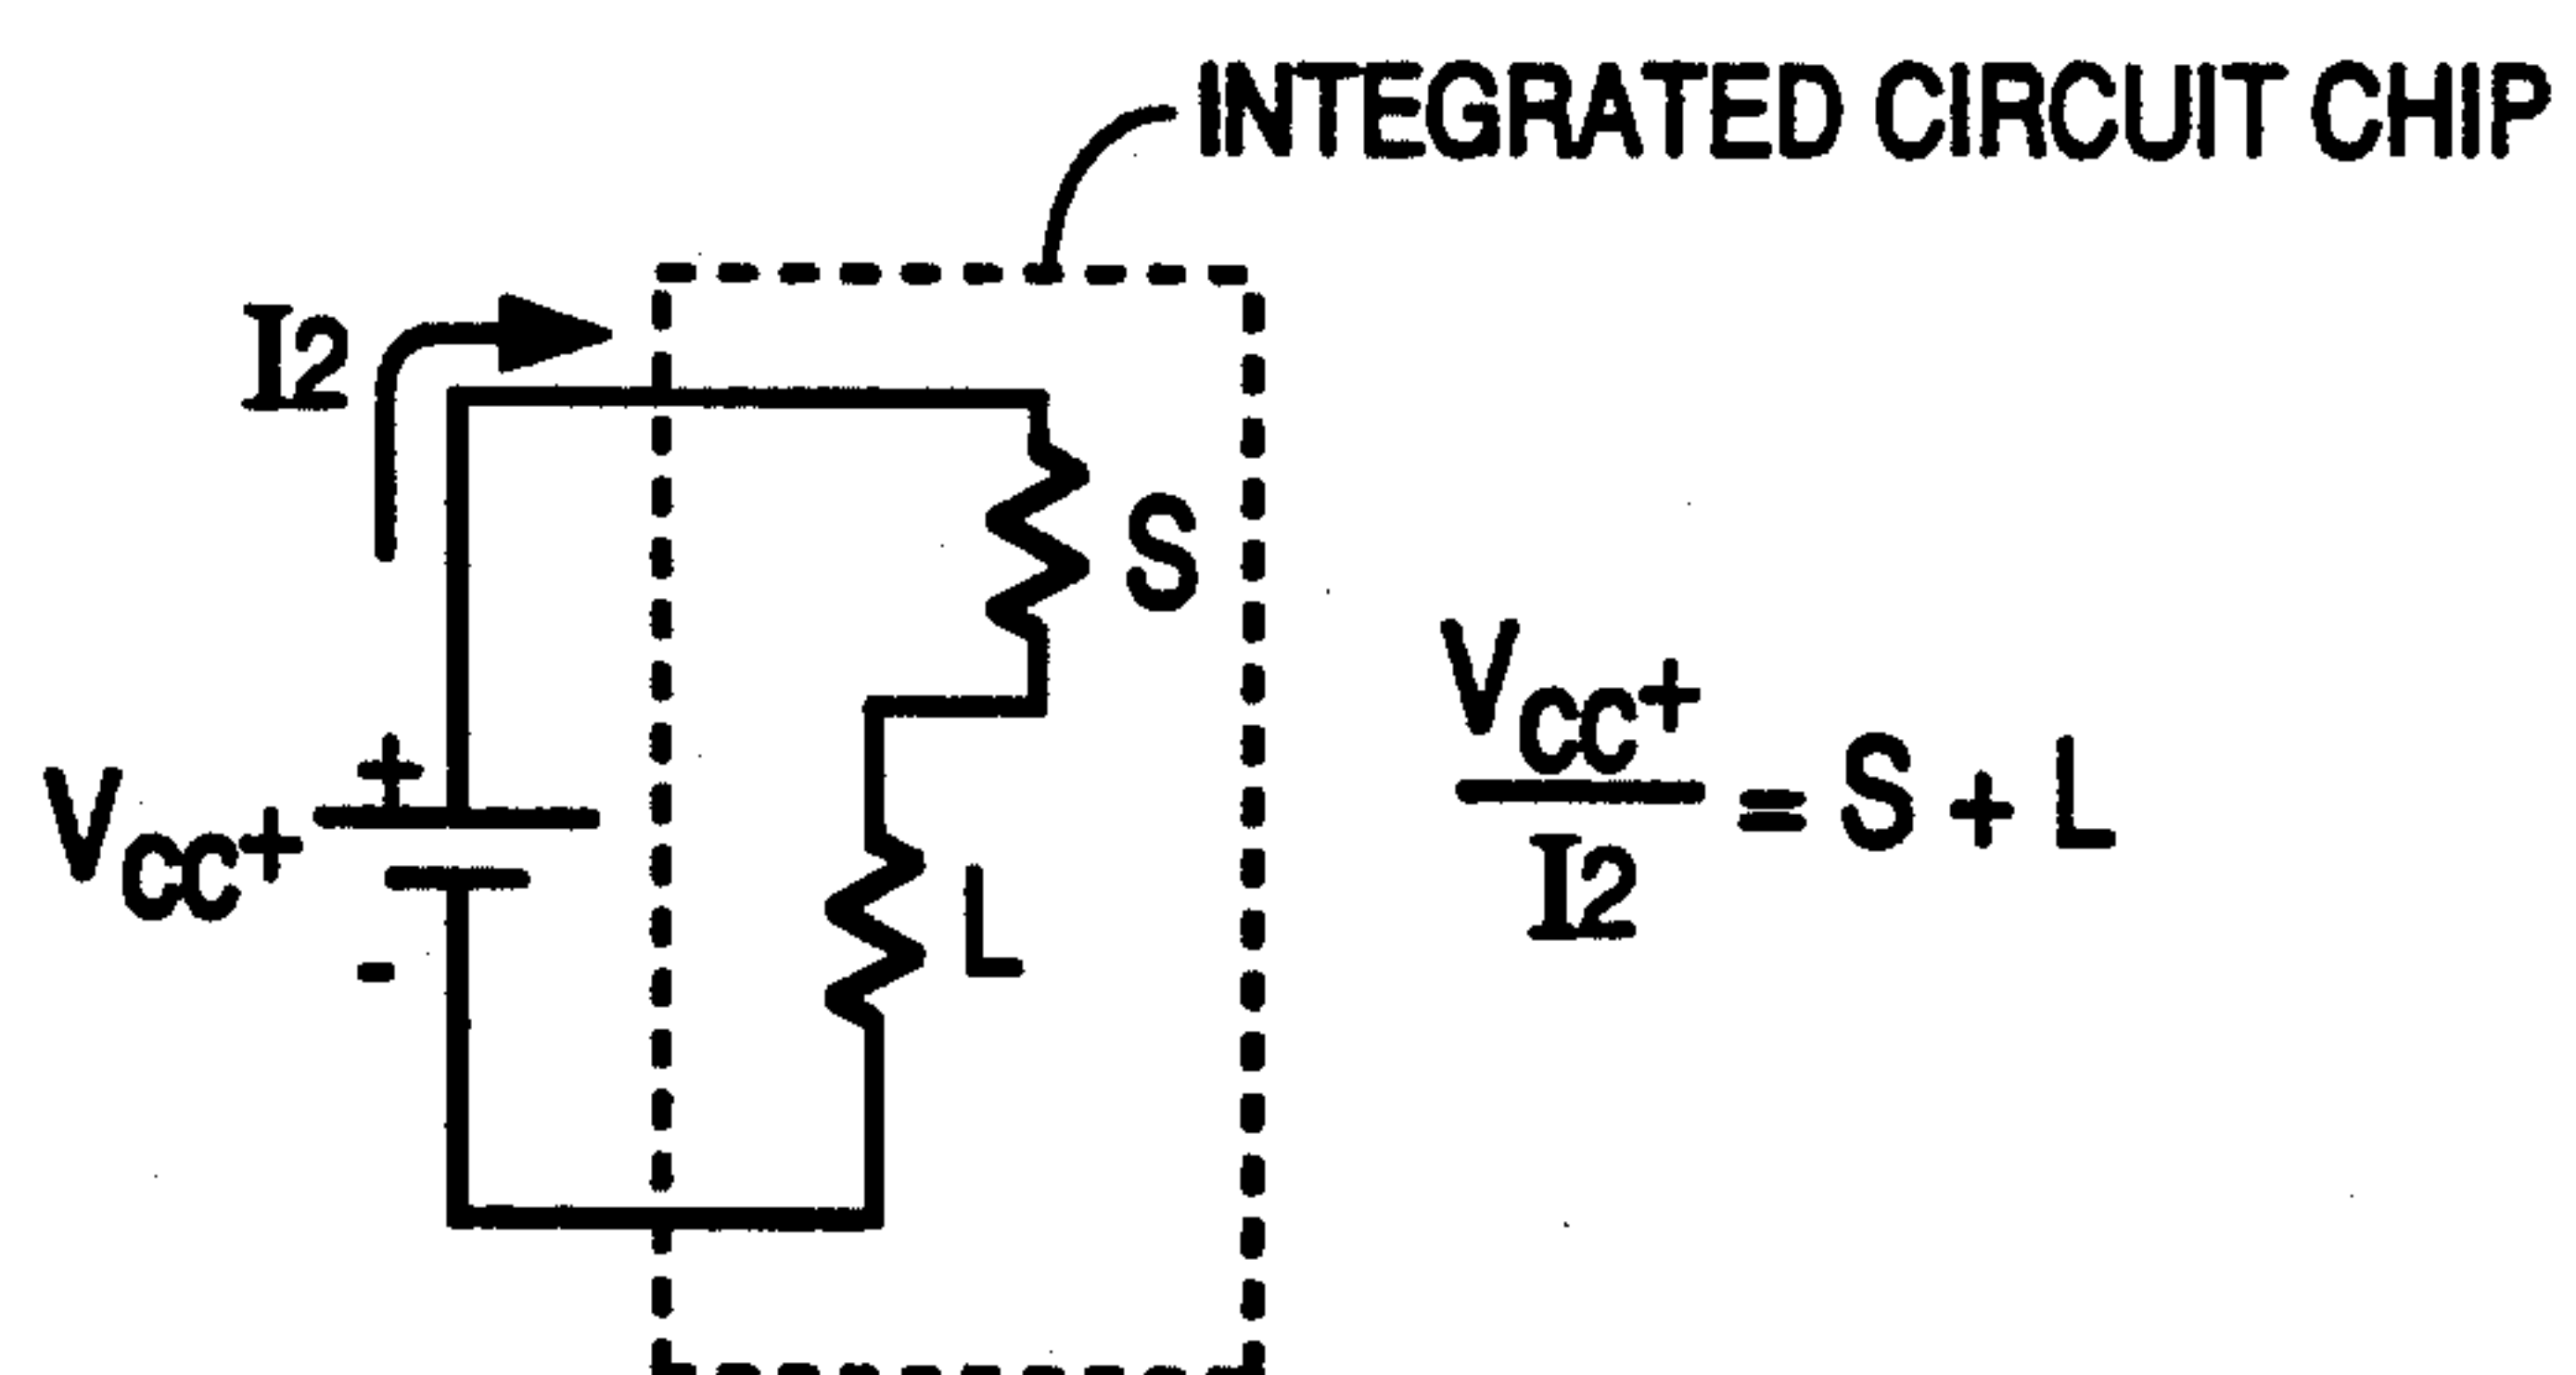 INTEGRATED CIRCUIT CHIP
I2
S
VCC+
+
-
L
VCC+
I2
= S + L